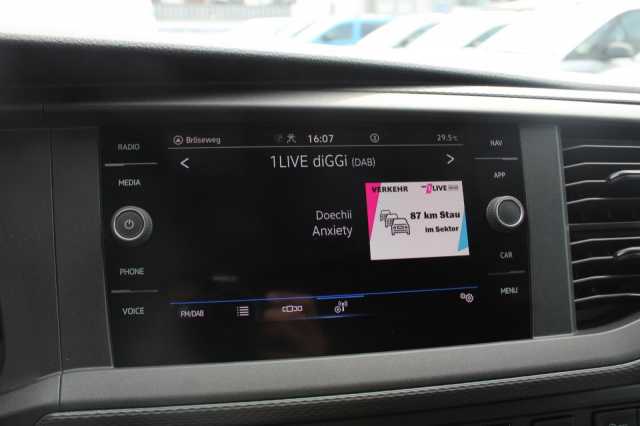 RADIO
MEDIA
PHONE
VOICE
Bröseweg
16:07
29.5°C
1LIVE diGGi (DAB)
Doechii
Anxiety
VERKEHR
1LIVE
87 km Stau
im Sektor
FM/DAB
NAV
APP
CAR
MENU